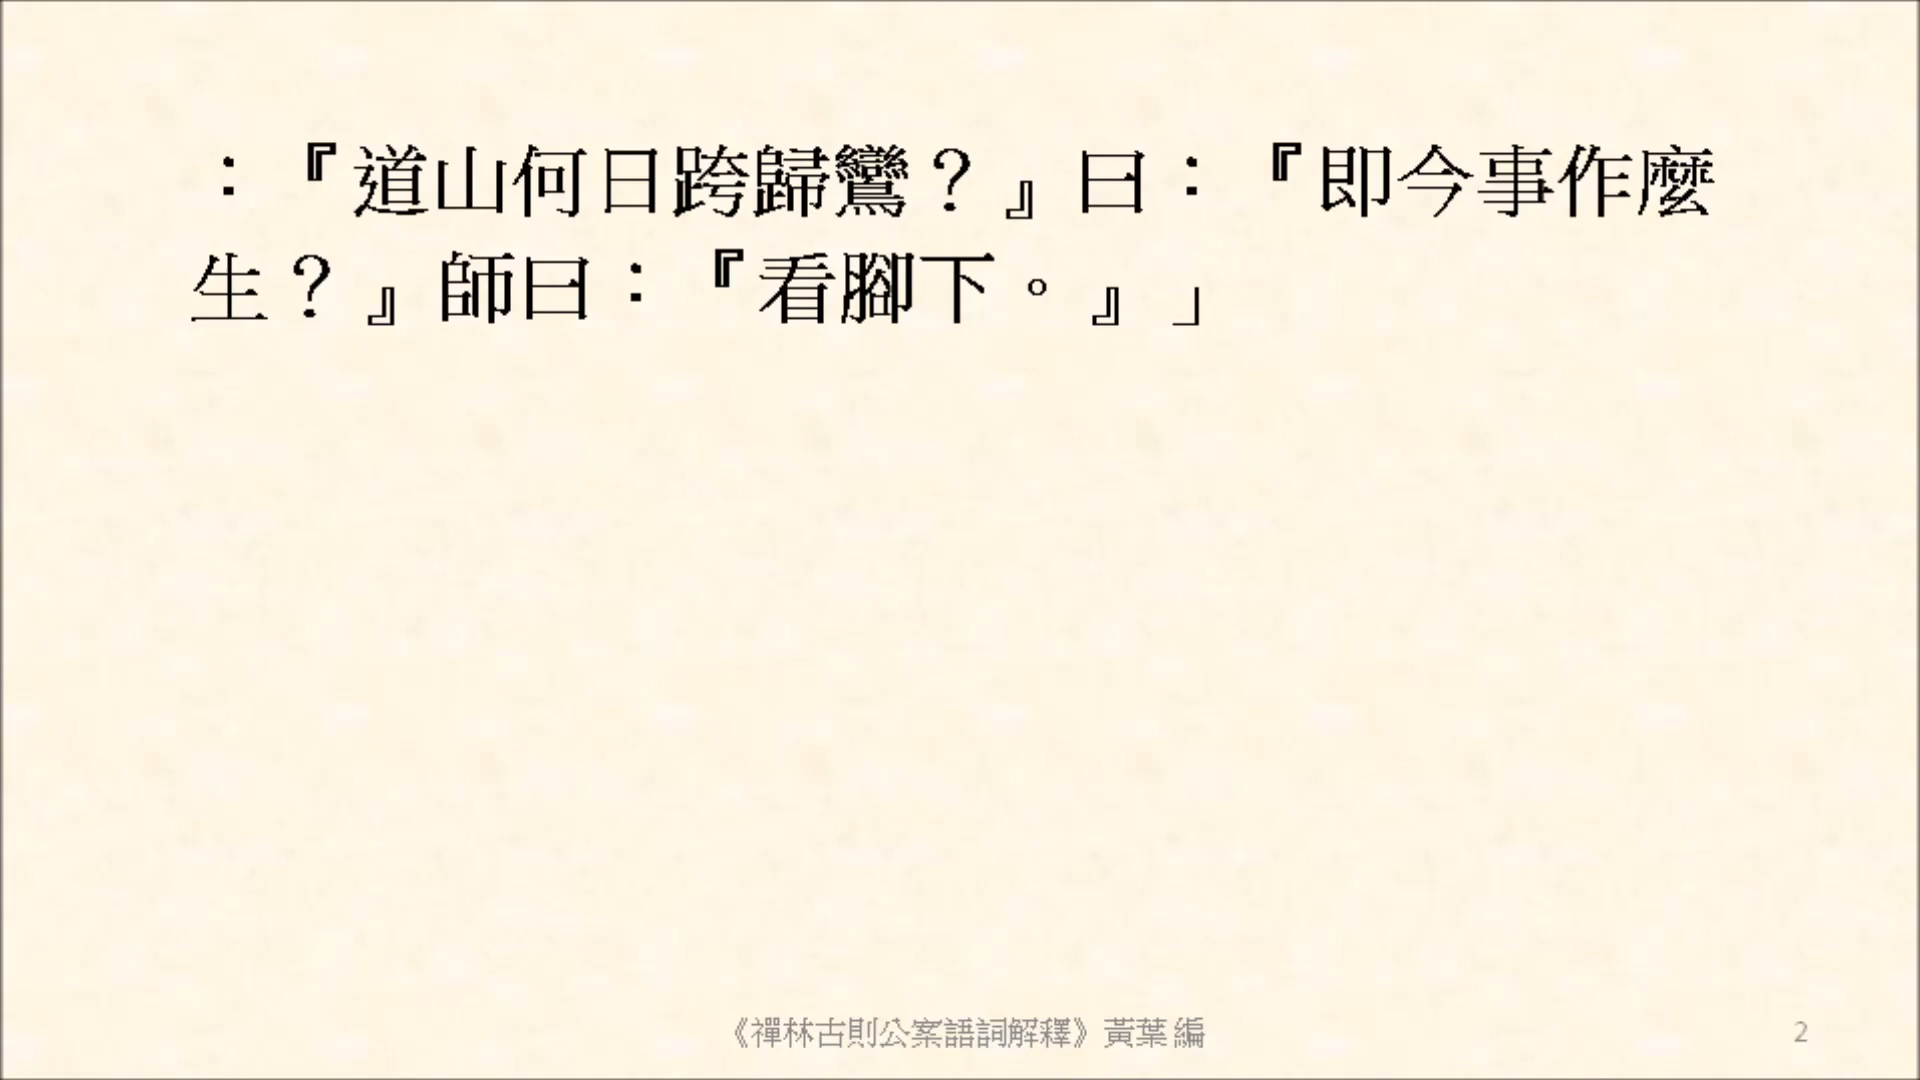 ：『道山何日跨歸鸞？』曰：『即今事作麼
生？』師曰：『看腳下。』」
《禪林古則公案語詞解釋》黃葉 編
2